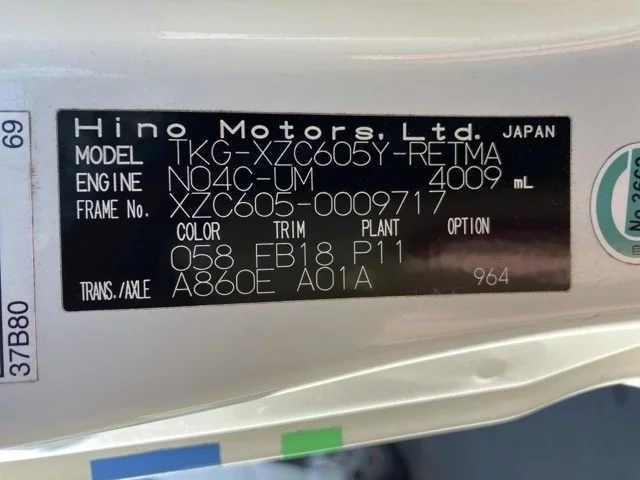 Hino Motors, Ltd. JAPAN
MODEL TKG-XZC605Y-RETMA
ENGINE N04C-UM 4009 mL
FRAME No. XZC605-0009717
COLOR TRIM PLANT OPTION
058 FB18 P11
TRANS./AXLE A860E A01A 964
37B80 69